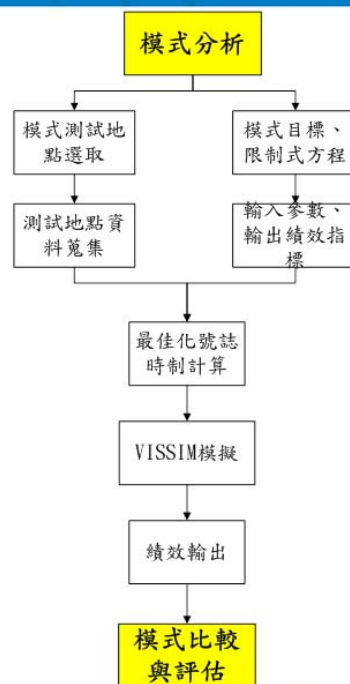 模式分析
模式測試地
點選取
模式目標、
限制式方程
測試地點資
料蒐集
輸入參數、
輸出績效指
標
最佳化號誌
時制計算
VISSIM模擬
績效輸出
模式比較
與評估